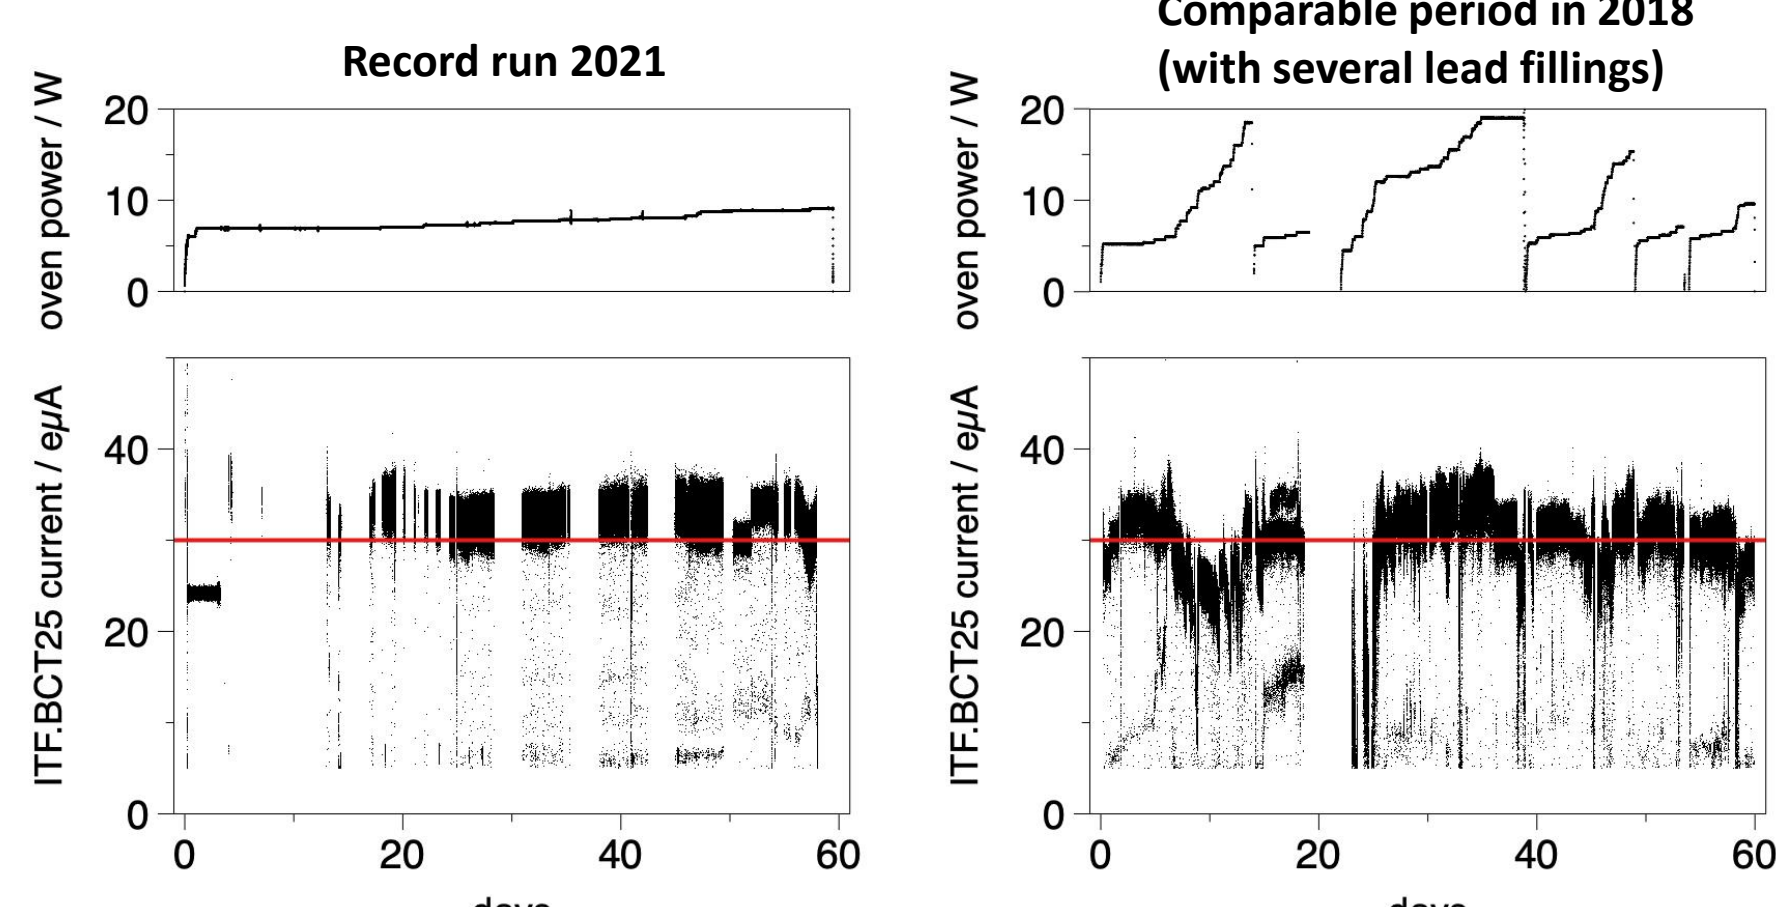 Record run 2021
Comparable period in 2018
(with several lead fillings)
oven power / W
20
10
0
oven power / W
20
10
0
ITF.BCT25 current / eµA
40
20
0
0 20 40 60
days
ITF.BCT25 current / eµA
40
20
0
0 20 40 60
days